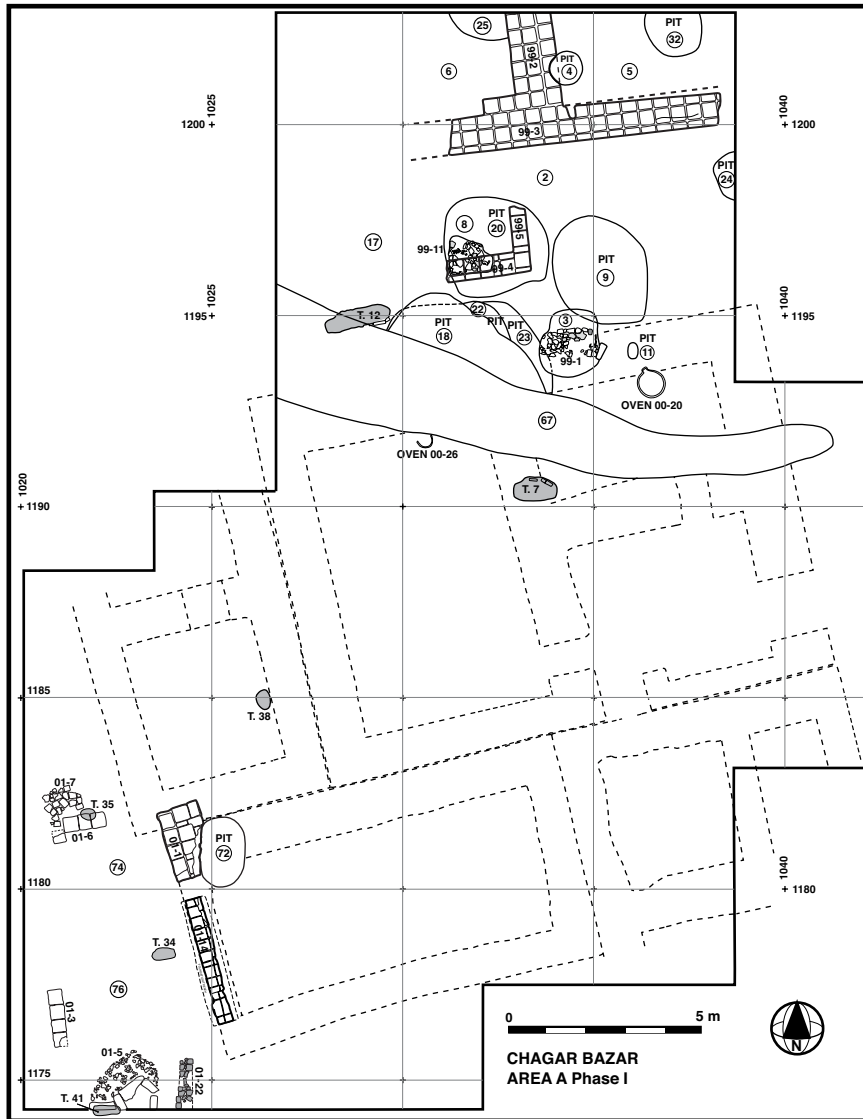 25
PIT
32
99-2
PIT
4
6
5
1025
1040
1200
1200
99-3
PIT
24
2
PIT
8
20
99-5
17
99-11
99-4
PIT
9
1025
1040
1195
1195
T. 12
22
3
PIT
18
PIT
PIT
23
PIT
11
99-1
OVEN 00-20
67
OVEN 00-26
1020
T. 7
1190
1185
T. 38
01-7
T. 35
01-6
01-1
PIT
72
74
1040
1180
1180
01-14
T. 34
76
01-3
0
5 m
01-5
01-22
CHAGAR BAZAR
AREA A Phase I
N
1175
T. 41